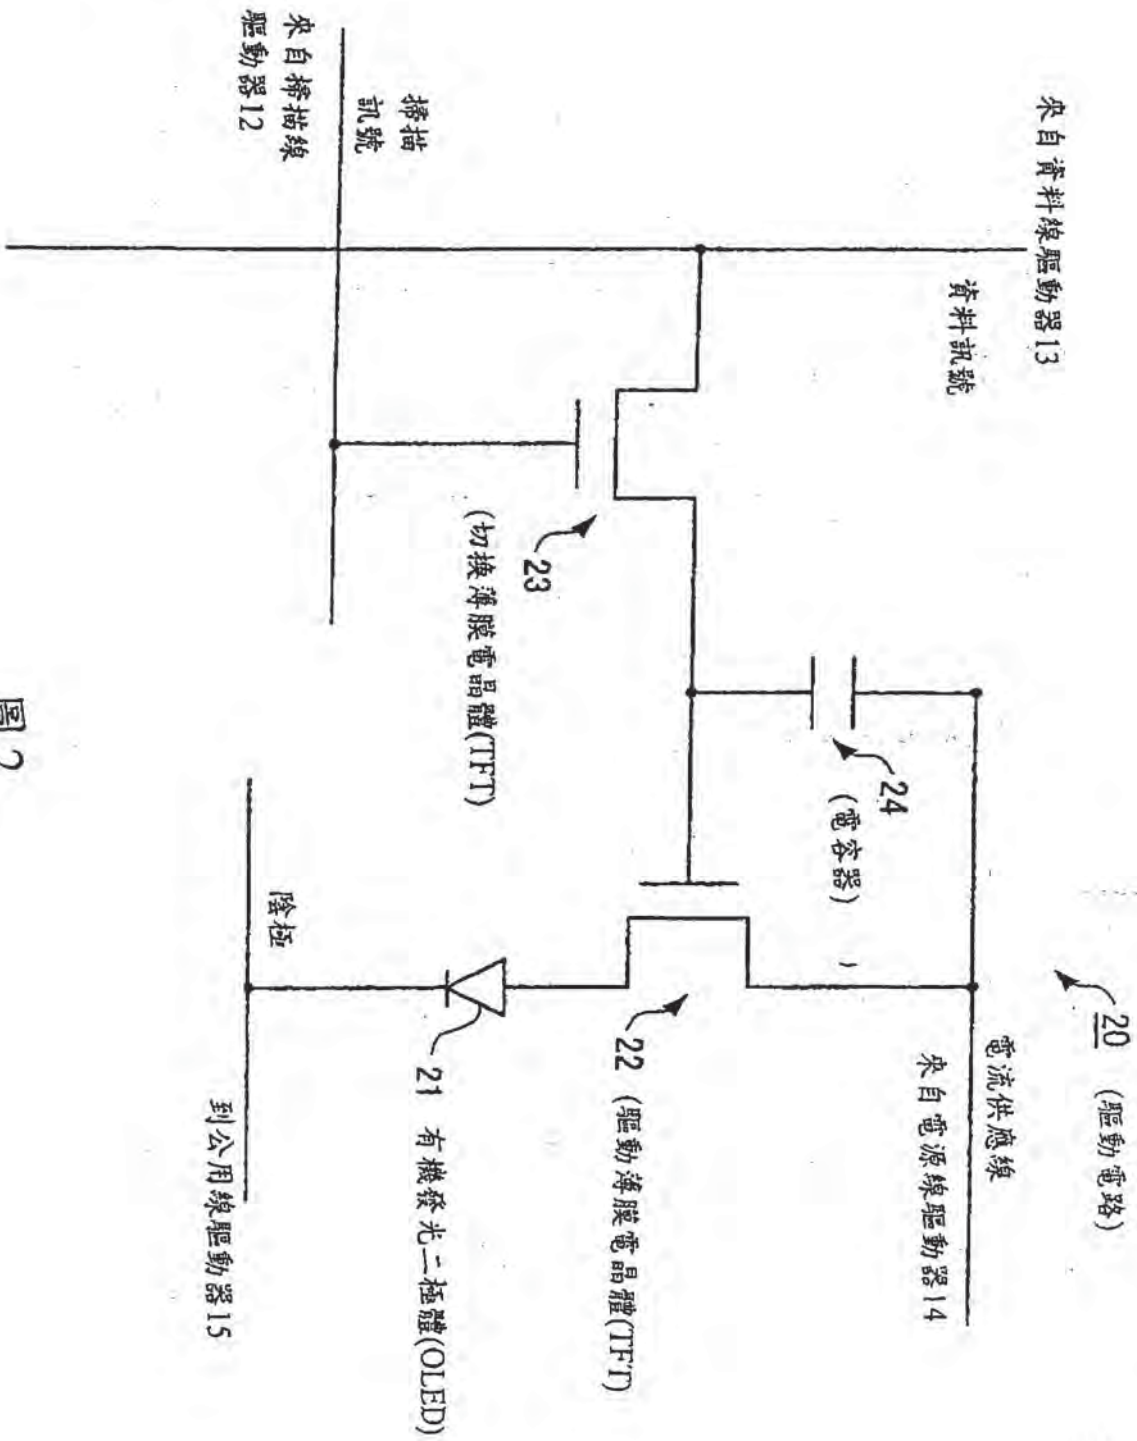 來自資料線驅動器13
資料訊號
20 (驅動電路)
電流供應線
來自電源線驅動器14
24
(電容器)
掃描
訊號
來自掃描線
驅動器12
23
(切換薄膜電晶體(TFT)
22 (驅動薄膜電晶體(TFT)
21 有機發光二極體(OLED)
陰極
到公用線驅動器15
圖2